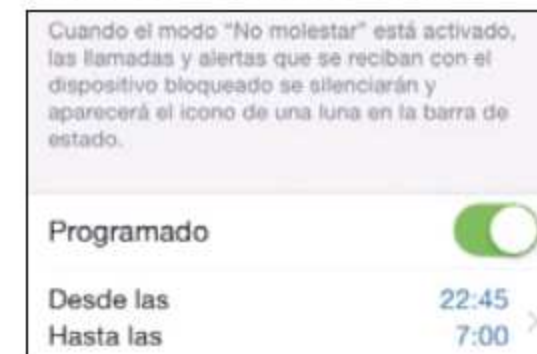 Cuando el modo "No molestar" está activado,
las llamadas y alertas que se reciban con el
dispositivo bloqueado se silenciarán y
aparecerá el icono de una luna en la barra de
estado.
Programado
Desde las 22:45
Hasta las 7:00